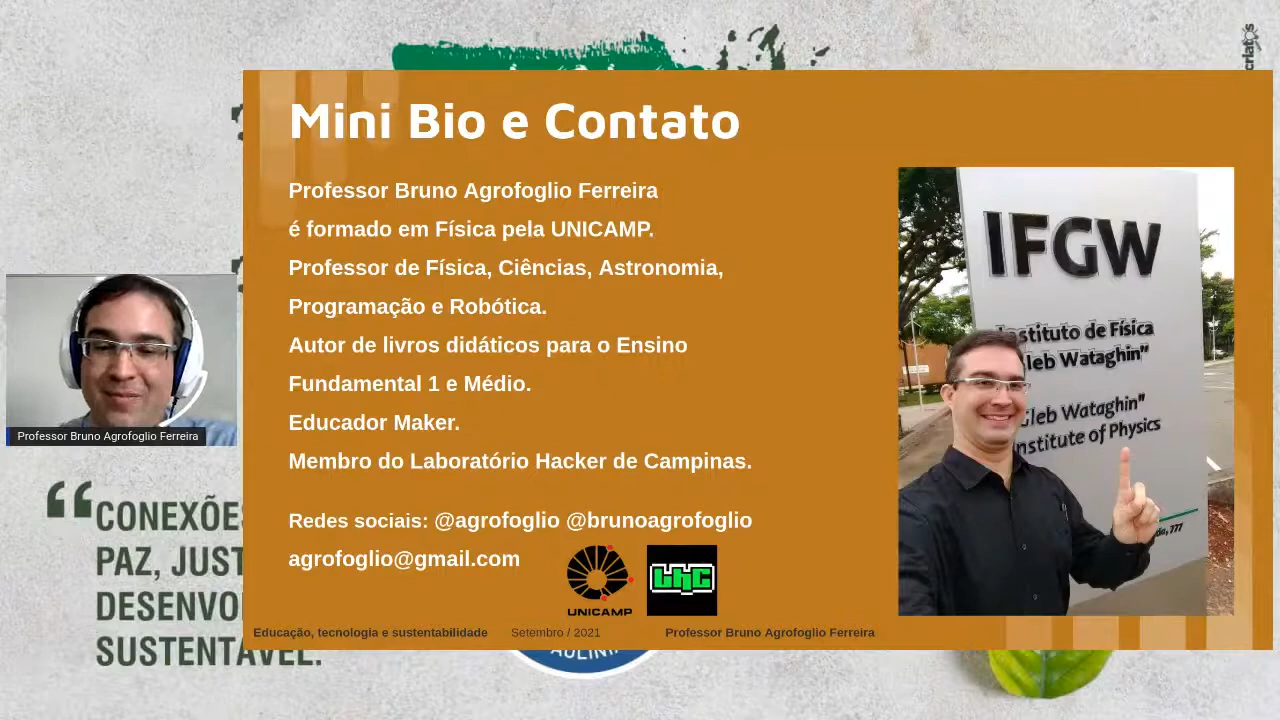 criatos
Mini Bio e Contato
Professor Bruno Agrofoglio Ferreira
é formado em Física pela UNICAMP.
Professor de Física, Ciências, Astronomia,
Programação e Robótica.
Autor de livros didáticos para o Ensino
Fundamental 1 e Médio.
Educador Maker.
Membro do Laboratório Hacker de Campinas.
Redes sociais: @agrofoglio @brunoagrofoglio
agrofoglio@gmail.com
UNICAMP
LHC
IFGW
Instituto de Física
Gleb Wataghin"
"Gleb Wataghin"
Institute of Physics
777
Professor Bruno Agrofoglio Ferreira
“CONEXÕES
PAZ, JUST
DESENVO
SUSTENTÁVEL.
Educação, tecnologia e sustentabilidade Setembro / 2021 Professor Bruno Agrofoglio Ferreira